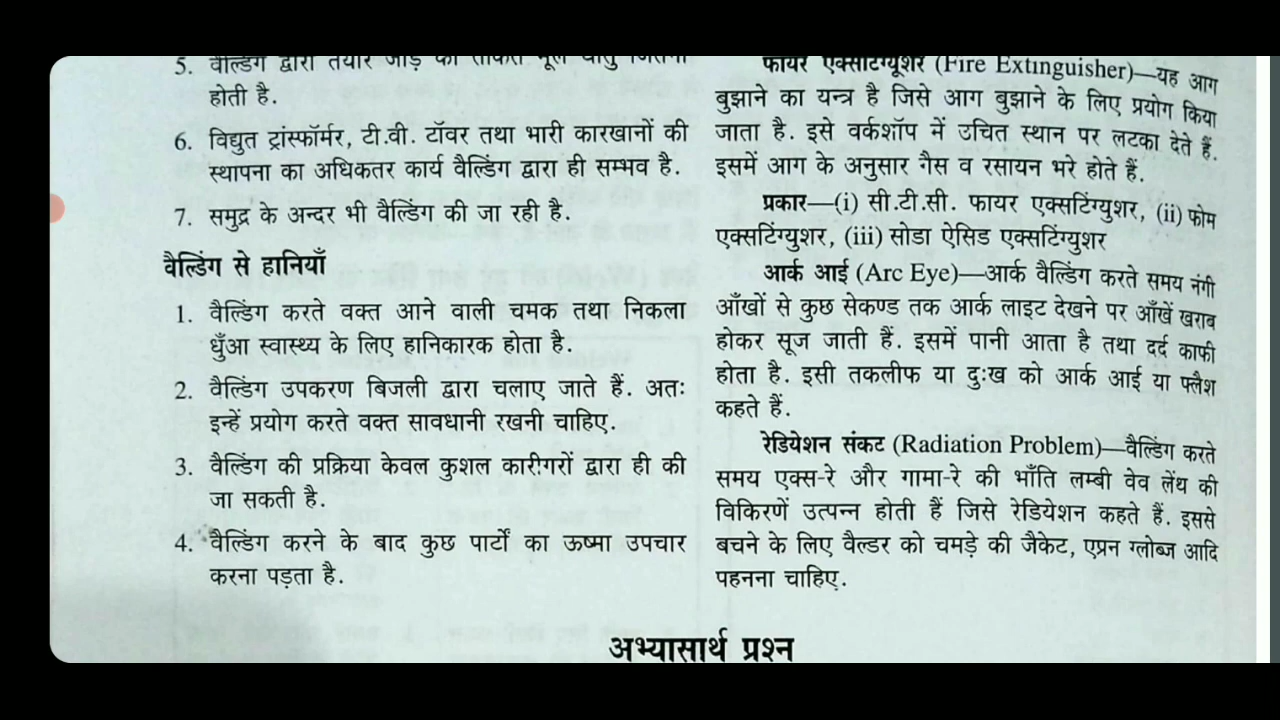 5. वैल्डिंग द्वारा तैयार जोड़ की ताकत मूल धातु जितनी
होती है.
6. विद्युत ट्रांस्फॉर्मर, टी.वी. टॉवर तथा भारी कारखानों की
स्थापना का अधिकतर कार्य वैल्डिंग द्वारा ही सम्भव है.
7. समुद्र के अन्दर भी वैल्डिंग की जा रही है.
वैल्डिंग से हानियाँ
1. वैल्डिंग करते वक्त आने वाली चमक तथा निकला
धुँआ स्वास्थ्य के लिए हानिकारक होता है.
2. वैल्डिंग उपकरण बिजली द्वारा चलाए जाते हैं. अतः
इन्हें प्रयोग करते वक्त सावधानी रखनी चाहिए.
3. वैल्डिंग की प्रक्रिया केवल कुशल कारीगरों द्वारा ही की
जा सकती है.
4. वैल्डिंग करने के बाद कुछ पार्टों का ऊष्मा उपचार
करना पड़ता है.
फायर एक्सटिंग्यूशर (Fire Extinguisher)—यह आग
बुझाने का यन्त्र है जिसे आग बुझाने के लिए प्रयोग किया
जाता है. इसे वर्कशॉप में उचित स्थान पर लटका देते हैं.
इसमें आग के अनुसार गैस व रसायन भरे होते हैं.
प्रकार—(i) सी.टी.सी. फायर एक्सटिंग्युशर, (ii) फोम
एक्सटिंग्युशर, (iii) सोडा ऐसिड एक्सटिंग्युशर
आर्क आई (Arc Eye)—आर्क वैल्डिंग करते समय नंगी
आँखों से कुछ सेकण्ड तक आर्क लाइट देखने पर आँखें खराब
होकर सूज जाती हैं. इसमें पानी आता है तथा दर्द काफी
होता है. इसी तकलीफ या दुःख को आर्क आई या फ्लैश
कहते हैं.
रेडियेशन संकट (Radiation Problem)—वैल्डिंग करते
समय एक्स-रे और गामा-रे की भाँति लम्बी वेव लेंथ की
विकिरणें उत्पन्न होती हैं जिसे रेडियेशन कहते हैं. इससे
बचने के लिए वैल्डर को चमड़े की जैकेट, एप्रन ग्लोब्ज आदि
पहनना चाहिए.
अभ्यासार्थ प्रश्न